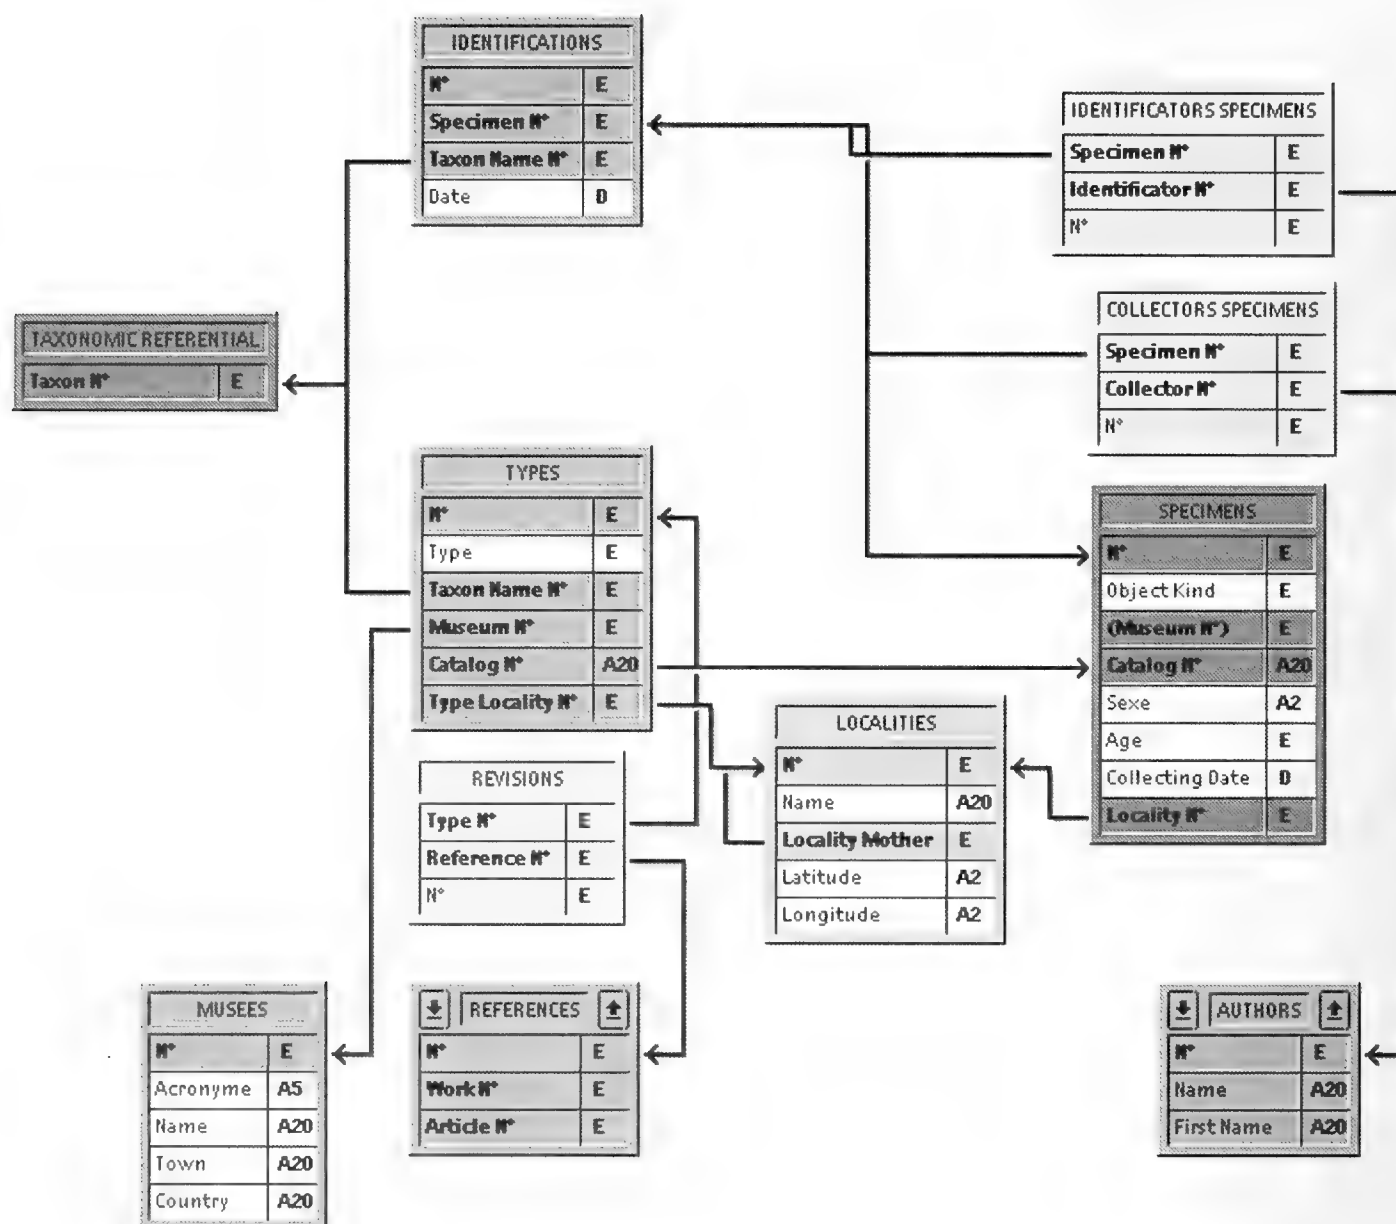 IDENTIFICATIONS
N° E
Specimen N° E
Taxon Name N° E
Date D
IDENTIFICATORS SPECIMENS
Specimen N° E
Identificator N° E
N° E
COLLECTORS SPECIMENS
Specimen N° E
Collector N° E
N° E
TAXONOMIC REFERENTIAL
Taxon N° E
TYPES
N° E
Type E
Taxon Name N° E
Museum N° E
Catalog N° A20
Type Locality N° E
SPECIMENS
N° E
Object Kind E
(Museum N°) E
Catalog N° A20
Sexe A2
Age E
Collecting Date D
Locality N° E
LOCALITIES
N° E
Name A20
Locality Mother E
Latitude A2
Longitude A2
REVISIONS
Type N° E
Reference N° E
N° E
MUSEES
N° E
Acronyme A5
Name A20
Town A20
Country A20
REFERENCES
N° E
Work N° E
Article N° E
AUTHORS
N° E
Name A20
First Name A20